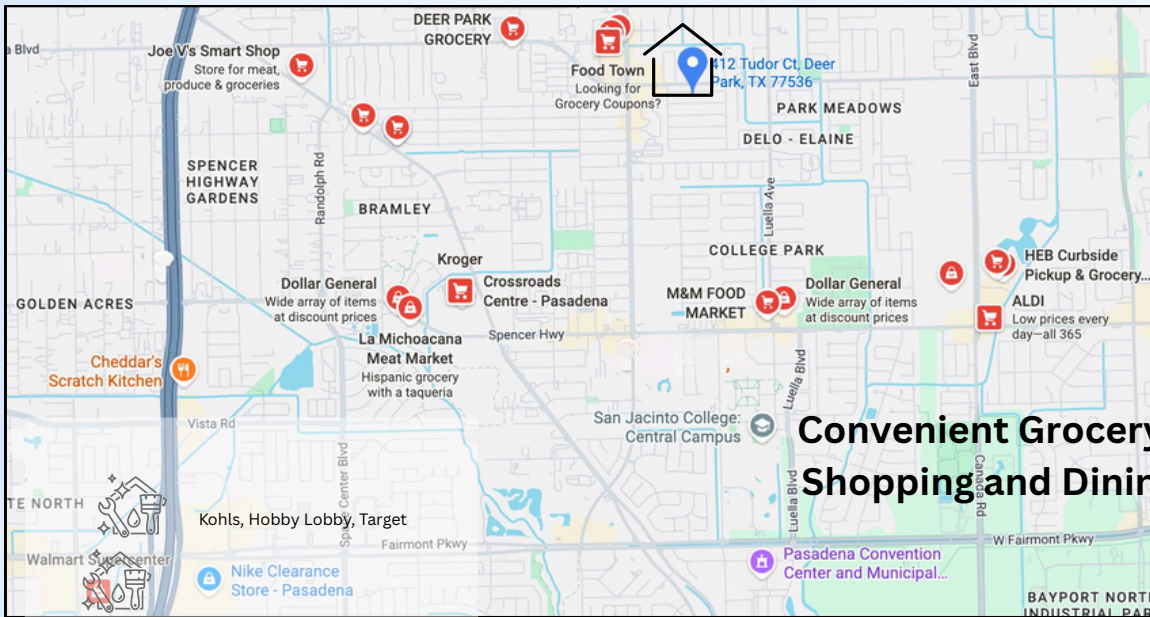 DEER PARK
GROCERY
a Blvd
Joe V's Smart Shop
Store for meat,
produce & groceries
Food Town
Looking for
Grocery Coupons?
412 Tudor Ct, Deer
Park, TX 77536
East Blvd
PARK MEADOWS
DELO - ELAINE
SPENCER
HIGHWAY
GARDENS
Randolph Rd
BRAMLEY
Luella Ave
COLLEGE PARK
Kroger
Crossroads
Centre - Pasadena
HEB Curbside
Pickup & Grocery...
Dollar General
Wide array of items
at discount prices
M&M FOOD
MARKET
Dollar General
Wide array of items
at discount prices
GOLDEN ACRES
ALDI
Low prices every
day—all 365
La Michoacana
Meat Market
Hispanic grocery
with a taqueria
Spencer Hwy
Cheddar's
Scratch Kitchen
Luella Blvd
Vista Rd
San Jacinto College:
Central Campus
Convenient Grocery
Shopping and Dinin
Canada Rd
Luella Blvd
TE NORTH
Kohls, Hobby Lobby, Target
Fairmont Pkwy
W Fairmont Pkwy
Walmart Supercenter
Nike Clearance
Store - Pasadena
Pasadena Convention
Center and Municipal...
BAYPORT NORT
INDUSTRIAL PAR